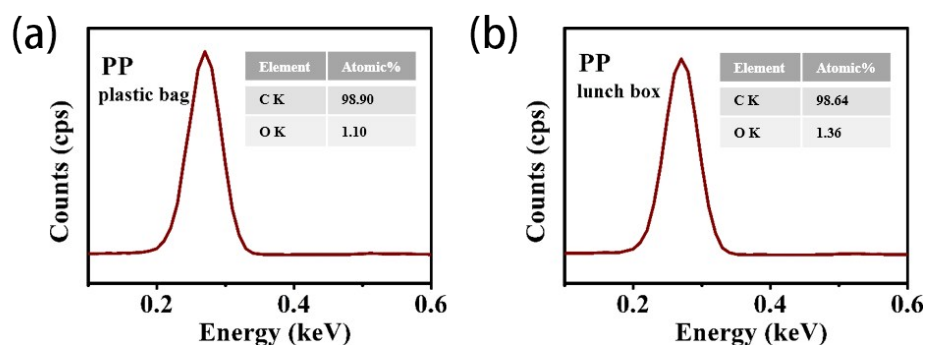 (a)
PP
plastic bag
Element Atomic%
C K 98.90
O K 1.10
Counts (cps)
0.2 0.4 0.6
Energy (keV)
(b)
PP
lunch box
Element Atomic%
C K 98.64
O K 1.36
Counts (cps)
0.2 0.4 0.6
Energy (keV)